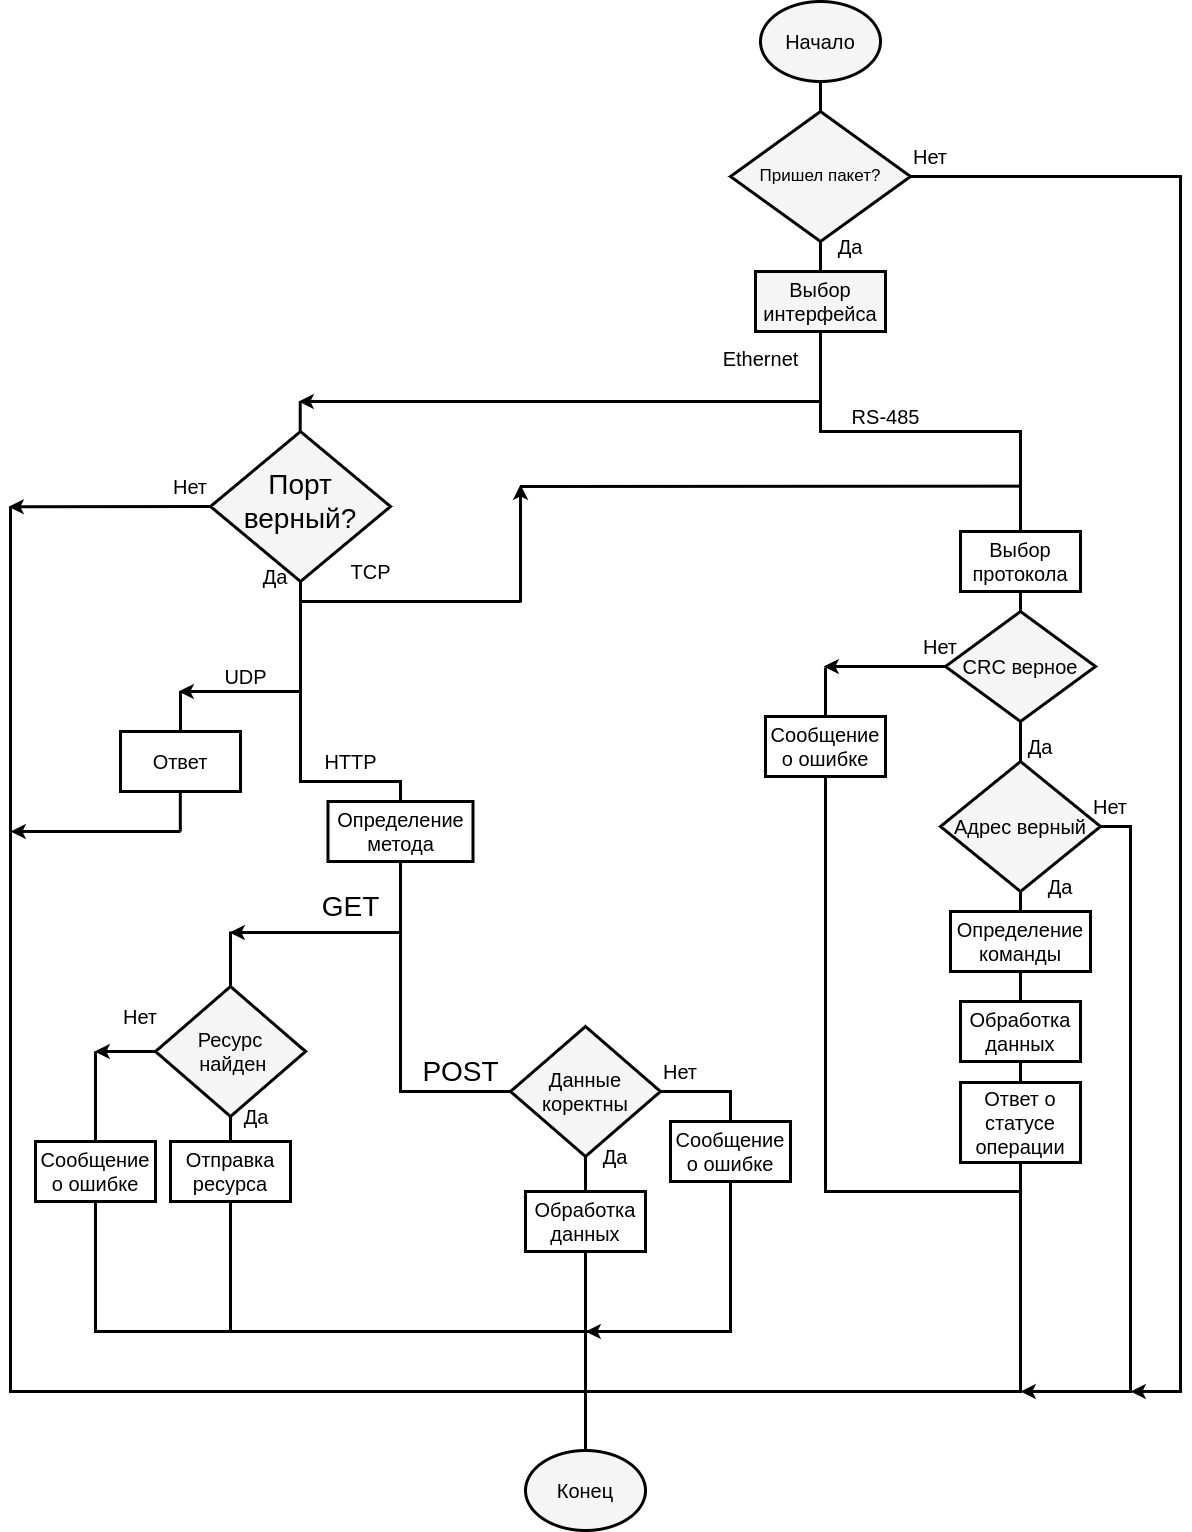 Начало
Нет
Пришел пакет?
Да
Выбор
интерфейса
Ethernet
RS-485
Нет
Порт
верный?
Да
TCP
Выбор
протокола
Нет
CRC верное
UDP
Сообщение
о ошибке
Да
Ответ
HTTP
Определение
метода
Нет
Адрес верный
Да
GET
Определение
команды
Нет
Ресурс
найден
Да
Обработка
данных
POST
Данные
коректны
Нет
Да
Ответ о
статусе
операции
Сообщение
о ошибке
Отправка
ресурса
Сообщение
о ошибке
Обработка
данных
Конец